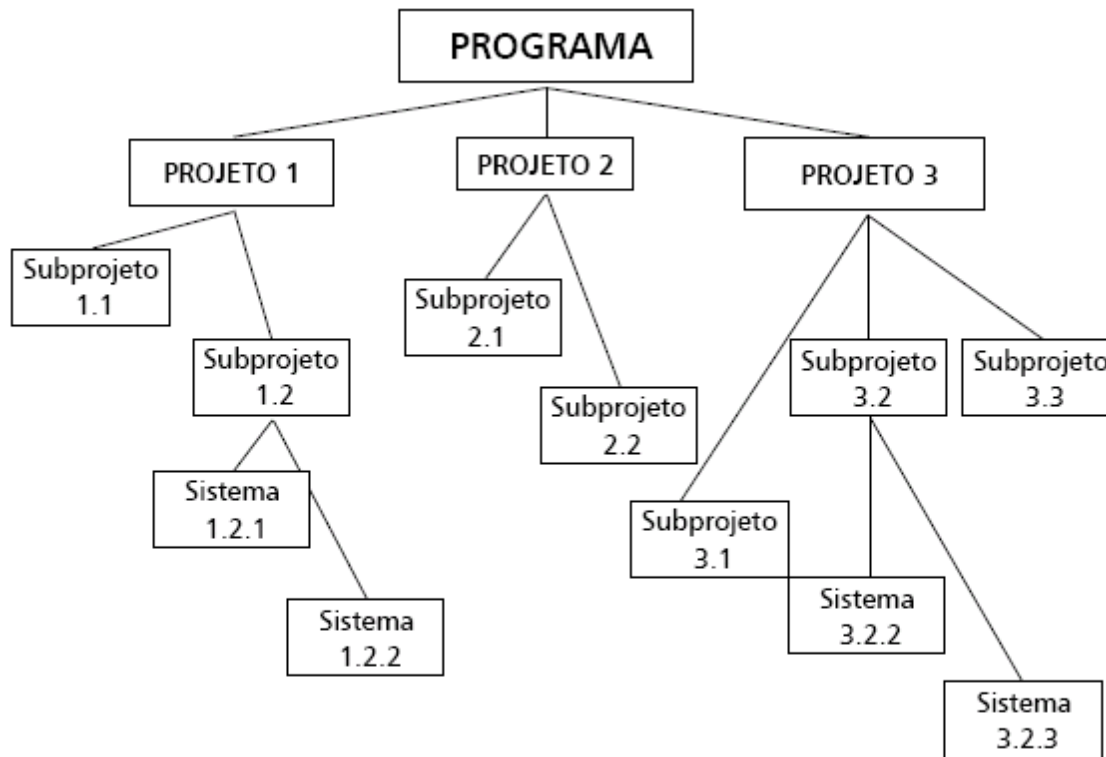 PROGRAMA
PROJETO 1
PROJETO 2
PROJETO 3
Subprojeto
1.1
Subprojeto
1.2
Sistema
1.2.1
Sistema
1.2.2
Subprojeto
2.1
Subprojeto
2.2
Subprojeto
3.1
Subprojeto
3.2
Subprojeto
3.3
Sistema
3.2.2
Sistema
3.2.3